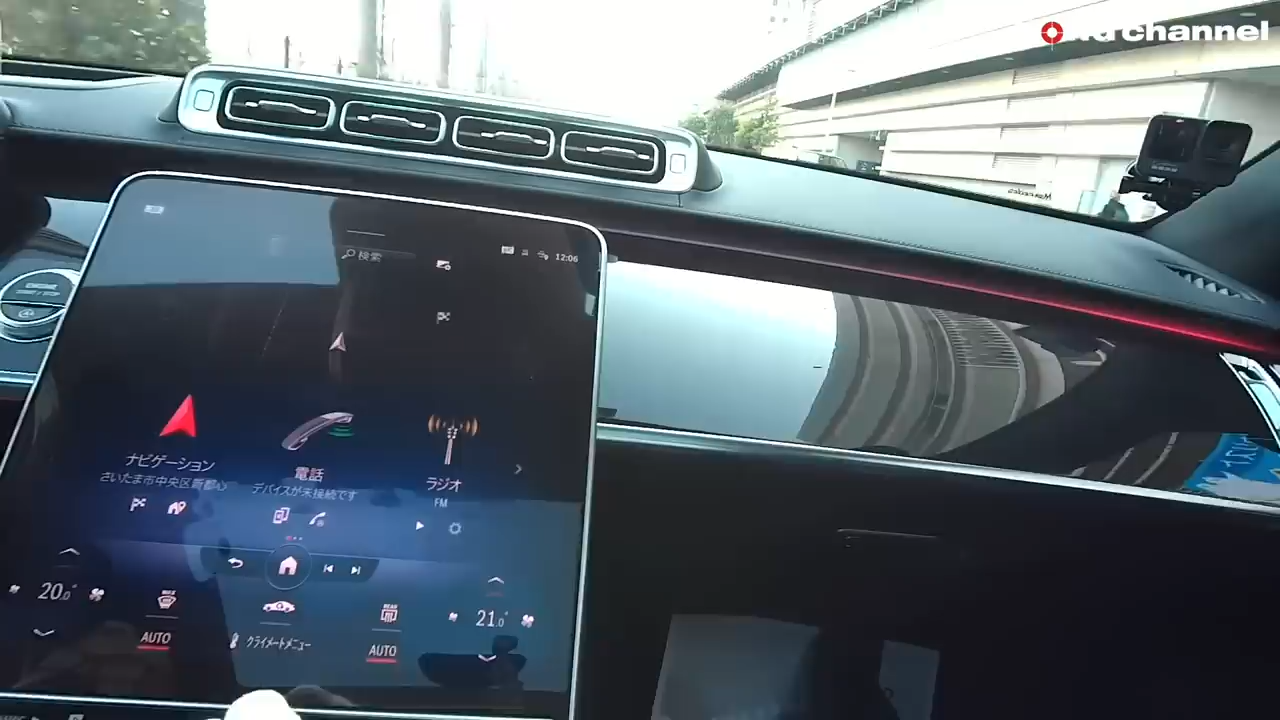 channel
検索
12:06
ENGINE
ナビゲーション
さいたま市中央区新都心
電話
デバイスが未接続です
ラジオ
FM
20.0°
21.0°
REAR
AUTO
クライメートメニュー
AUTO